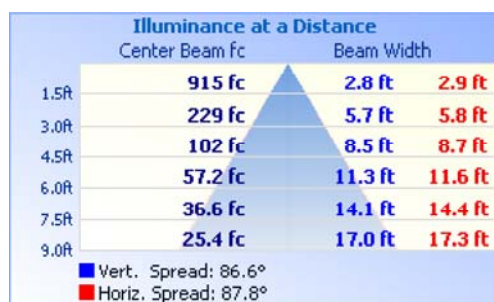 Illuminance at a Distance
Center Beam fc Beam Width
1.5ft 915 fc 2.8 ft 2.9 ft
3.0ft 229 fc 5.7 ft 5.8 ft
4.5ft 102 fc 8.5 ft 8.7 ft
6.0ft 57.2 fc 11.3 ft 11.6 ft
7.5ft 36.6 fc 14.1 ft 14.4 ft
9.0ft 25.4 fc 17.0 ft 17.3 ft
Vert. Spread: 86.6°
Horiz. Spread: 87.8°